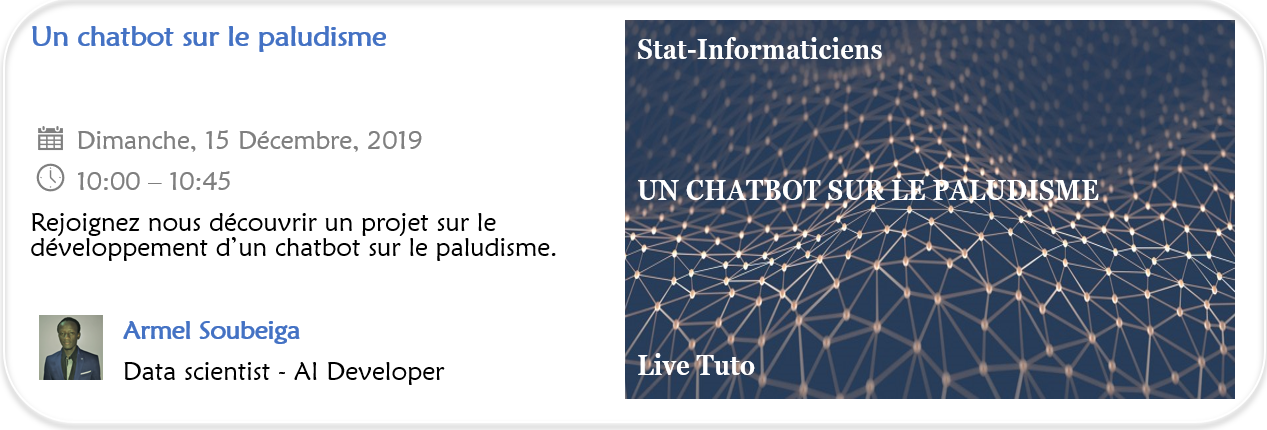 Un chatbot sur le paludisme
Dimanche, 15 Décembre, 2019
10:00 – 10:45
Rejoignez nous découvrir un projet sur le
développement d’un chatbot sur le paludisme.
Armel Soubeiga
Data scientist - AI Developer
Stat-Informaticiens
UN CHATBOT SUR LE PALUDISME
Live Tuto